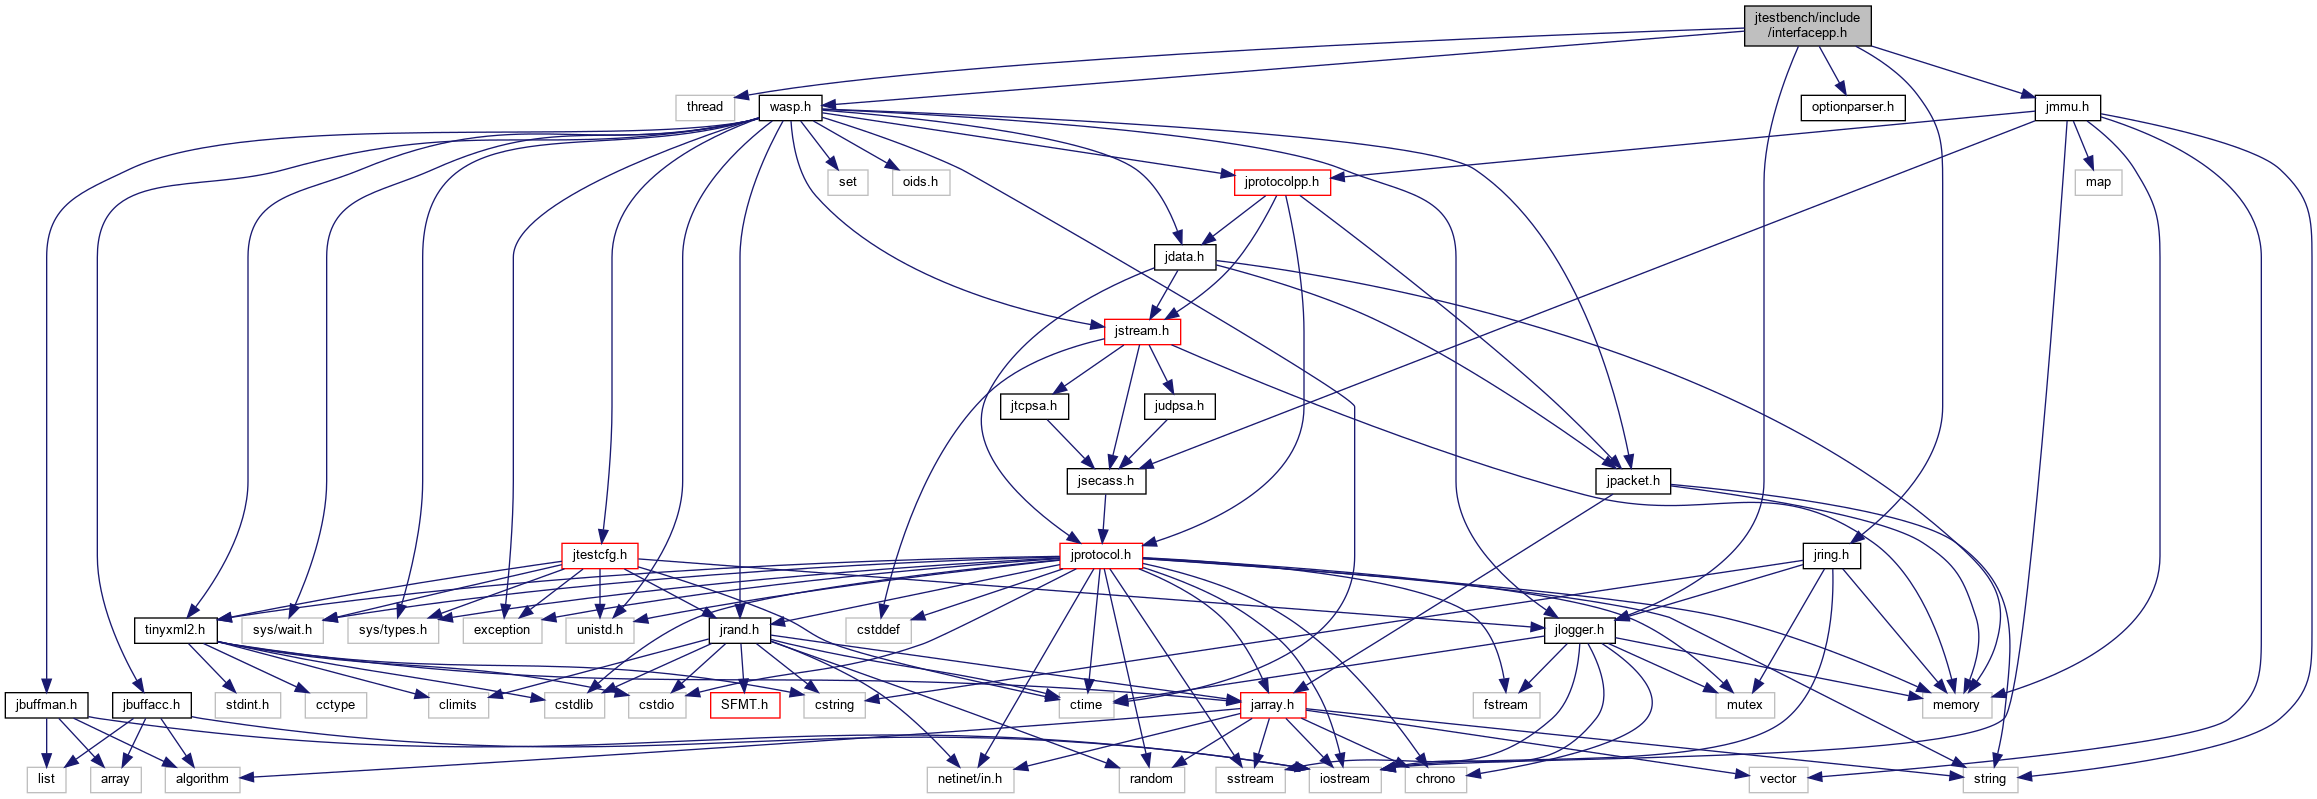 jtestbench/include
/interfacepp.h
thread
wasp.h
optionparser.h
jmmu.h
set
oids.h
jprotocolpp.h
map
jdata.h
jstream.h
jtcpsa.h
judpsa.h
jsecass.h
jpacket.h
jtestcfg.h
jprotocol.h
jring.h
tinyxml2.h
sys/wait.h
sys/types.h
exception
unistd.h
jrand.h
cstddef
jlogger.h
jbuffman.h
jbuffacc.h
stdint.h
cctype
climits
cstdlib
cstdio
SFMT.h
cstring
ctime
jarray.h
fstream
mutex
memory
list
array
algorithm
netinet/in.h
random
sstream
iostream
chrono
vector
string